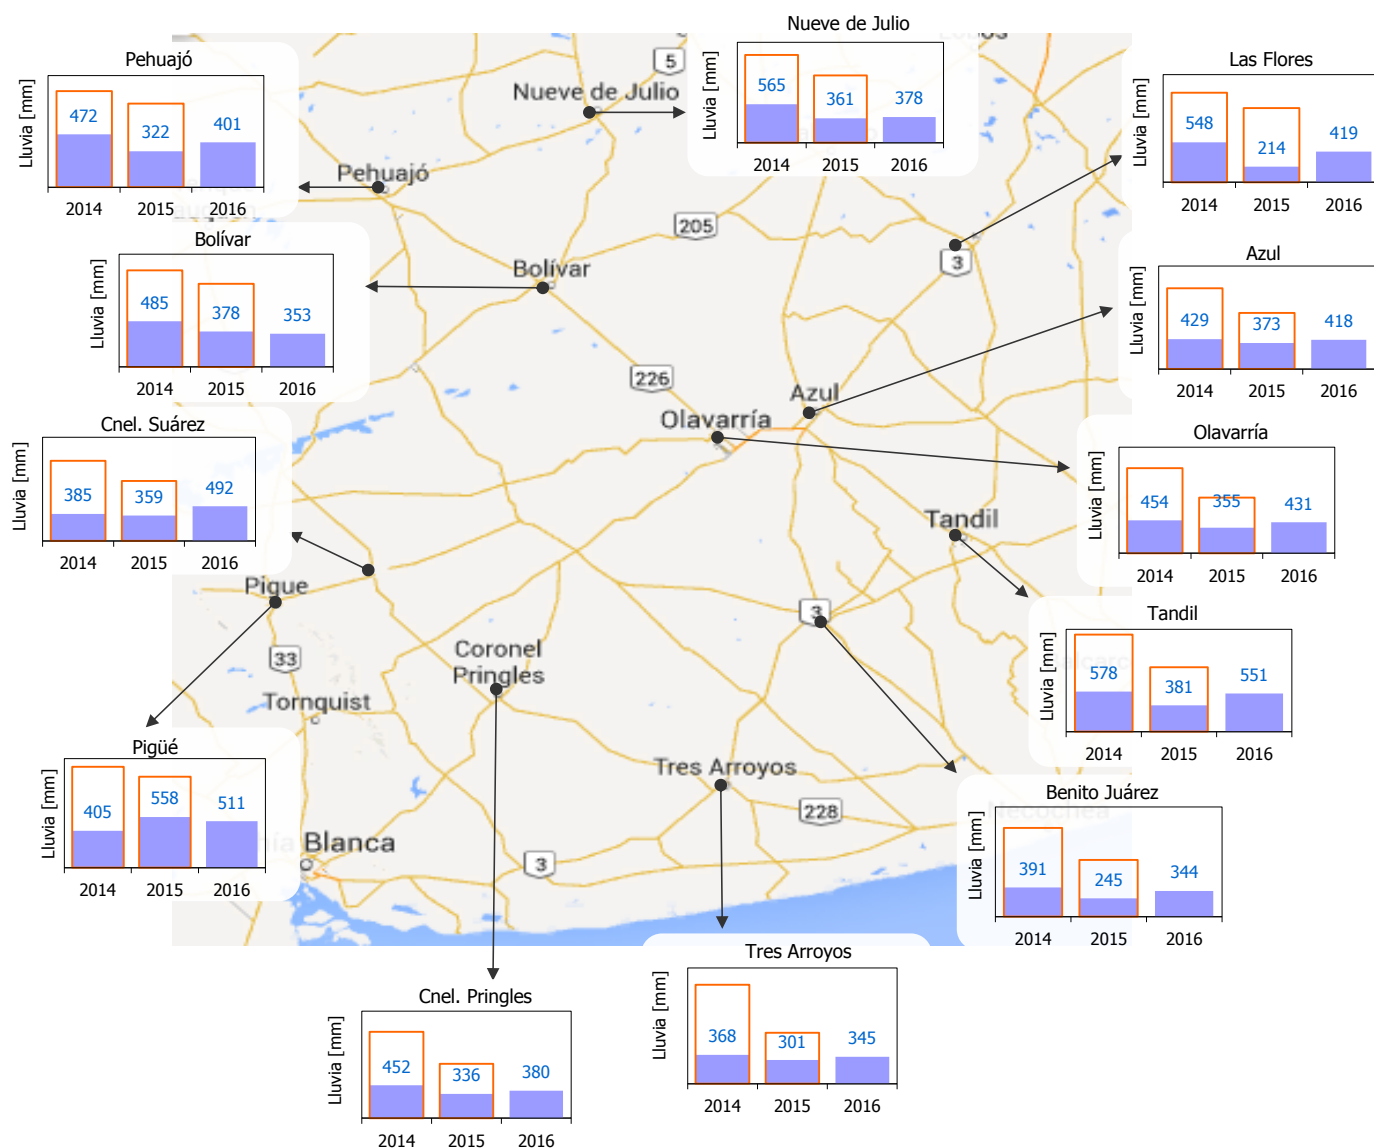 Nueve de Julio
Lluvia [mm]
565
361
378
2014
2015
2016
Pehuajó
Lluvia [mm]
472
322
401
2014
2015
2016
Las Flores
Lluvia [mm]
548
214
419
2014
2015
2016
5
Nueve de Julio
Pehuajó
205
3
Bolívar
Lluvia [mm]
485
378
353
2014
2015
2016
Bolívar
Azul
Lluvia [mm]
429
373
418
2014
2015
2016
226
Azul
Olavarría
Cnel. Suárez
Lluvia [mm]
385
359
492
2014
2015
2016
Olavarría
Lluvia [mm]
454
355
431
2014
2015
2016
Tandil
Pigue
3
Tandil
Lluvia [mm]
578
381
551
2014
2015
2016
33
Coronel
Pringles
Tornquist
Pigüé
Lluvia [mm]
405
558
511
2014
2015
2016
Tres Arroyos
228
Blanca
3
Benito Juárez
Necochea
Lluvia [mm]
391
245
344
2014
2015
2016
Tres Arroyos
Lluvia [mm]
368
301
345
2014
2015
2016
Cnel. Pringles
Lluvia [mm]
452
336
380
2014
2015
2016